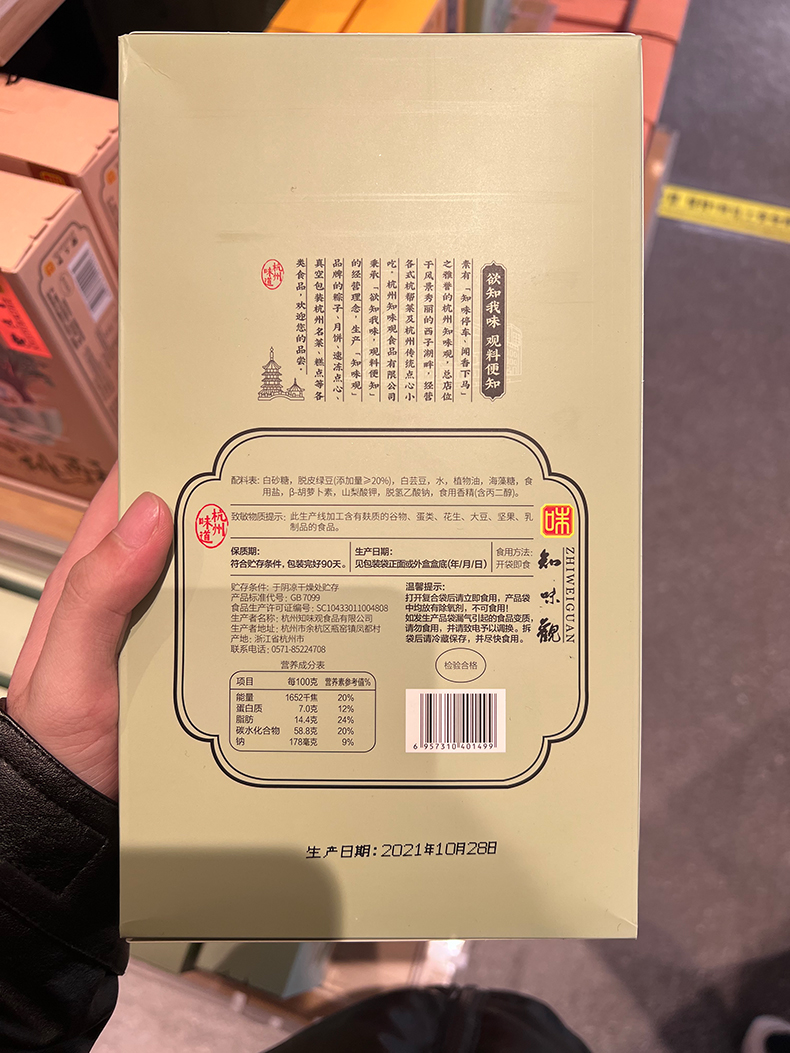 欲知我味 观料便知
素有「知味停车、闻香下马」
之雅誉的杭州知味观，总店位
于风景秀丽的西子湖畔，经营
各式杭帮菜及杭州传统点心小
吃。杭州知味观食品有限公司
秉承「欲知我味，观料便知」
的经营理念，生产「知味观」
品牌的粽子、月饼、速冻点心、
真空包装杭州名菜、糕点等各
类食品，欢迎您的品尝。
杭州
味道
配料表：白砂糖，脱皮绿豆(添加量≥20%)，白芸豆，水，植物油，海藻糖，食
用盐，β-胡萝卜素，山梨酸钾，脱氢乙酸钠，食用香精(含丙二醇)。
杭州
味道
致敏物质提示：此生产线加工含有麸质的谷物、蛋类、花生、大豆、坚果、乳
制品的食品。
味
知味觀
ZHIWEIGUAN
保质期：
符合贮存条件，包装完好90天。
生产日期：
见包装袋正面或外盒盒底(年/月/日)
食用方法：
开袋即食
贮存条件：于阴凉干燥处贮存
产品标准代号：GB 7099
食品生产许可证编号：SC10433011004808
生产者名称：杭州知味观食品有限公司
生产者地址：杭州市余杭区瓶窑镇凤都村
产地：浙江省杭州市
联系电话：0571-85224708
温馨提示：
打开复合袋后请立即食用，产品袋
中均放有除氧剂，不可食用！
如发生产品袋漏气引起的食品变质，
请勿食用，并请致电予以调换。拆
袋后请冷藏保存，并尽快食用。
检验合格
营养成分表
项目 每100克 营养素参考值%
能量 1652千焦 20%
蛋白质 7.0克 12%
脂肪 14.4克 24%
碳水化合物 58.8克 20%
钠 178毫克 9%
6 957310 401499
生产日期：2021年10月28日